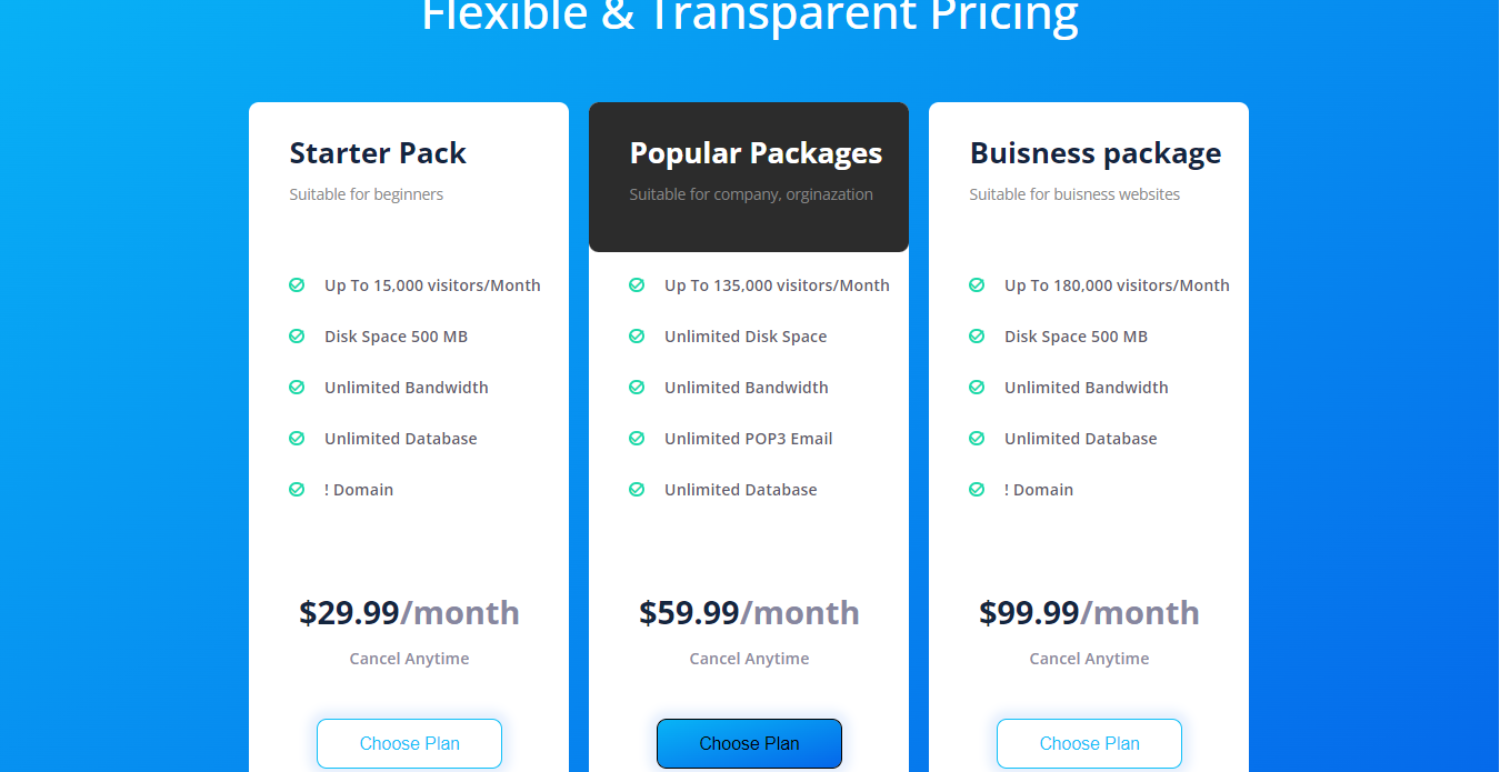 Flexible & Transparent Pricing
Starter Pack
Suitable for beginners
Up To 15,000 visitors/Month
Disk Space 500 MB
Unlimited Bandwidth
Unlimited Database
! Domain
$29.99/month
Cancel Anytime
Choose Plan
Popular Packages
Suitable for company, orginazation
Up To 135,000 visitors/Month
Unlimited Disk Space
Unlimited Bandwidth
Unlimited POP3 Email
Unlimited Database
$59.99/month
Cancel Anytime
Choose Plan
Buisness package
Suitable for buisness websites
Up To 180,000 visitors/Month
Disk Space 500 MB
Unlimited Bandwidth
Unlimited Database
! Domain
$99.99/month
Cancel Anytime
Choose Plan